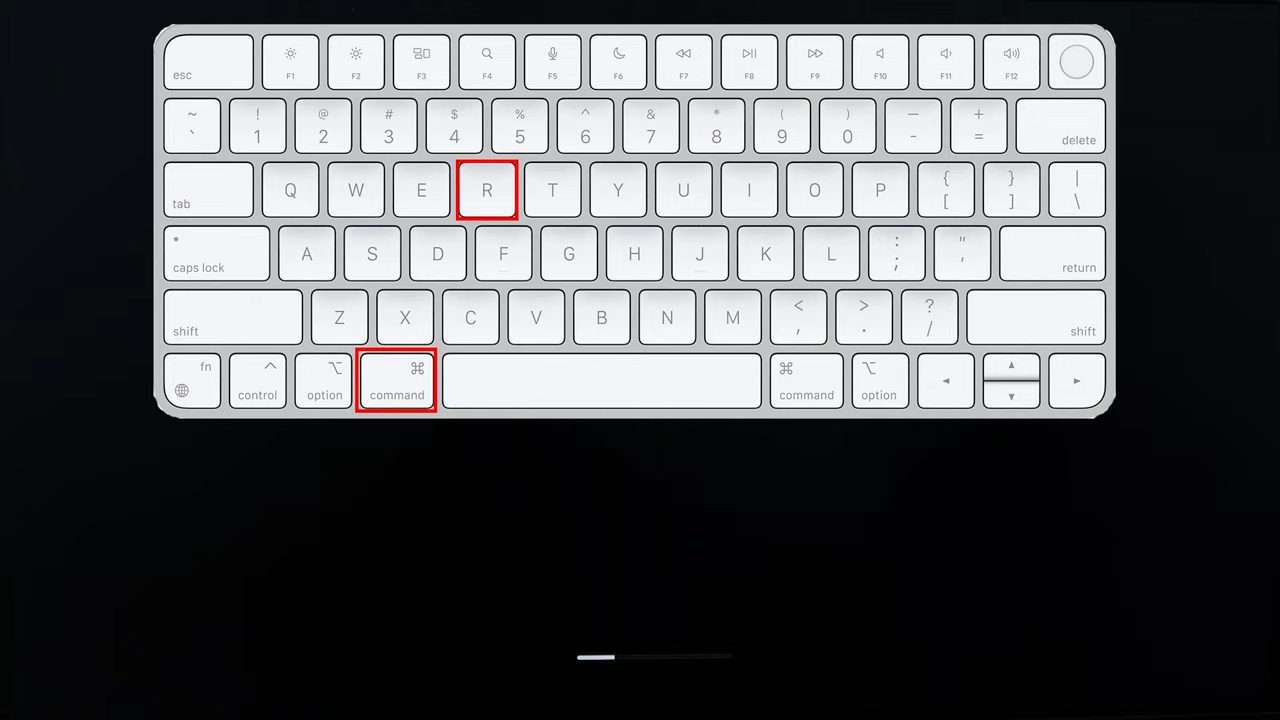 esc F1 F2 F3 F4 F5 F6 F7 F8 F9 F10 F11 F12
~ ! @ # $ % ^ & * ( ) — +
` 1 2 3 4 5 6 7 8 9 0 - = delete
tab Q W E R T Y U I O P { [ } ] | \
caps lock A S D F G H J K L : ; " ' return
shift Z X C V B N M < , > . ? / shift
fn ⌃ ⌥ ⌘ ⌘ ⌥
control option command command option